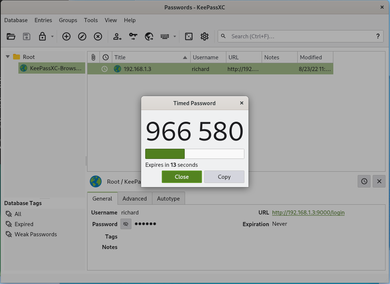 Passwords - KeePassXC
Database Entries Groups Tools View Help
Search (Ctrl+F)...
Root
KeePassXC-Brows...
Title Username URL Notes Modified
192.168.1.3 richard http://192.... 8/23/22 11:...
Timed Password
966 580
Expires in 13 seconds
Close Copy
Root / KeePa
General Advanced Autotype
Username richard
URL http://192.168.1.3:9000/login
Password
Expiration Never
Tags
Notes
Database Tags
All
Expired
Weak Passwords